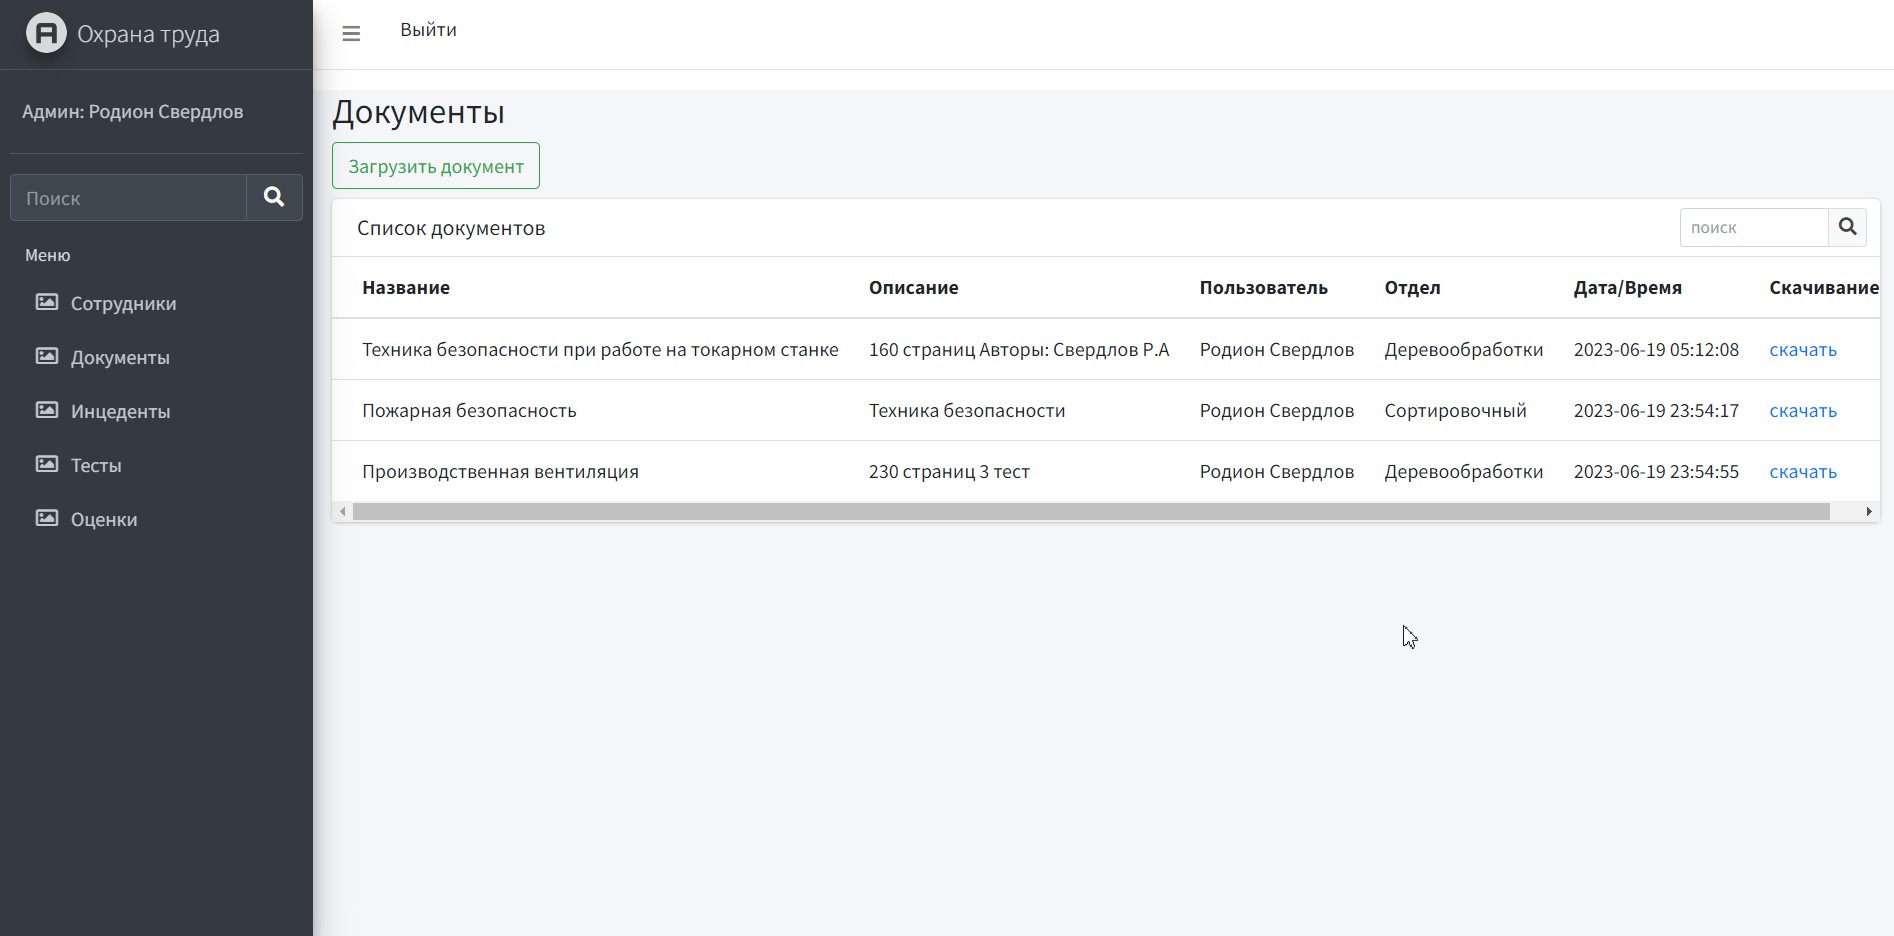 Охрана труда
Выйти
Админ: Родион Свердлов
Поиск
Меню
Сотрудники
Документы
Инцеденты
Тесты
Оценки
Документы
Загрузить документ
Список документов
поиск
Название Описание Пользователь Отдел Дата/Время Скачивание
Техника безопасности при работе на токарном станке 160 страниц Авторы: Свердлов Р.А Родион Свердлов Деревообработки 2023-06-19 05:12:08 скачать
Пожарная безопасность Техника безопасности Родион Свердлов Сортировочный 2023-06-19 23:54:17 скачать
Производственная вентиляция 230 страниц 3 тест Родион Свердлов Деревообработки 2023-06-19 23:54:55 скачать